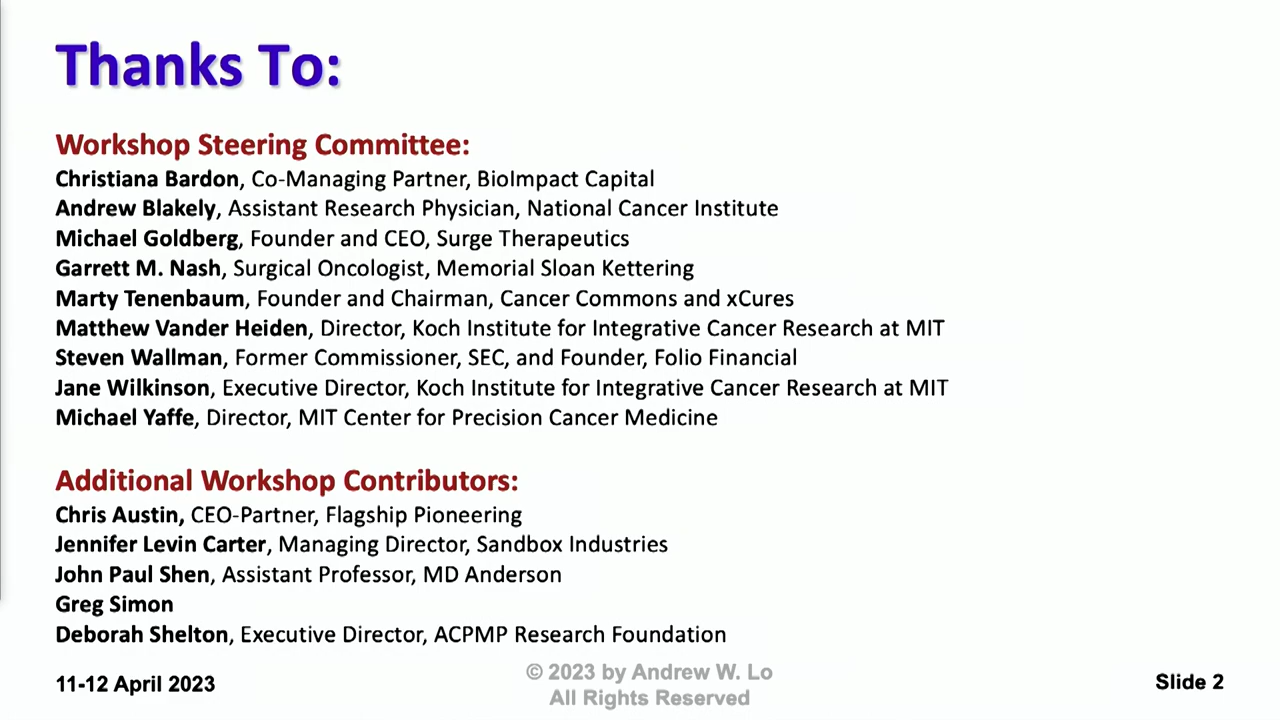 Thanks To:
Workshop Steering Committee:
Christiana Bardon, Co-Managing Partner, BioImpact Capital
Andrew Blakely, Assistant Research Physician, National Cancer Institute
Michael Goldberg, Founder and CEO, Surge Therapeutics
Garrett M. Nash, Surgical Oncologist, Memorial Sloan Kettering
Marty Tenenbaum, Founder and Chairman, Cancer Commons and xCures
Matthew Vander Heiden, Director, Koch Institute for Integrative Cancer Research at MIT
Steven Wallman, Former Commissioner, SEC, and Founder, Folio Financial
Jane Wilkinson, Executive Director, Koch Institute for Integrative Cancer Research at MIT
Michael Yaffe, Director, MIT Center for Precision Cancer Medicine
Additional Workshop Contributors:
Chris Austin, CEO-Partner, Flagship Pioneering
Jennifer Levin Carter, Managing Director, Sandbox Industries
John Paul Shen, Assistant Professor, MD Anderson
Greg Simon
Deborah Shelton, Executive Director, ACPMP Research Foundation
11-12 April 2023
© 2023 by Andrew W. Lo
All Rights Reserved
Slide 2